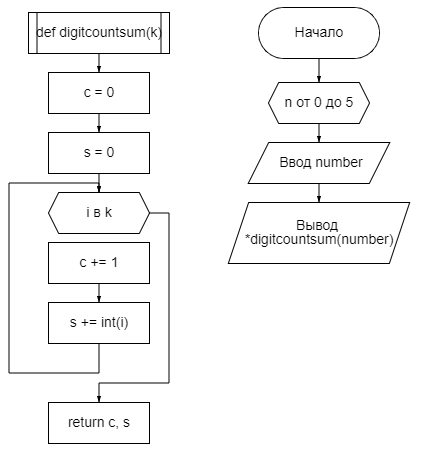 def digitcountsum(k)
c = 0
s = 0
i в k
c += 1
s += int(i)
return c, s
Начало
n от 0 до 5
Ввод number
Вывод
*digitcountsum(number)